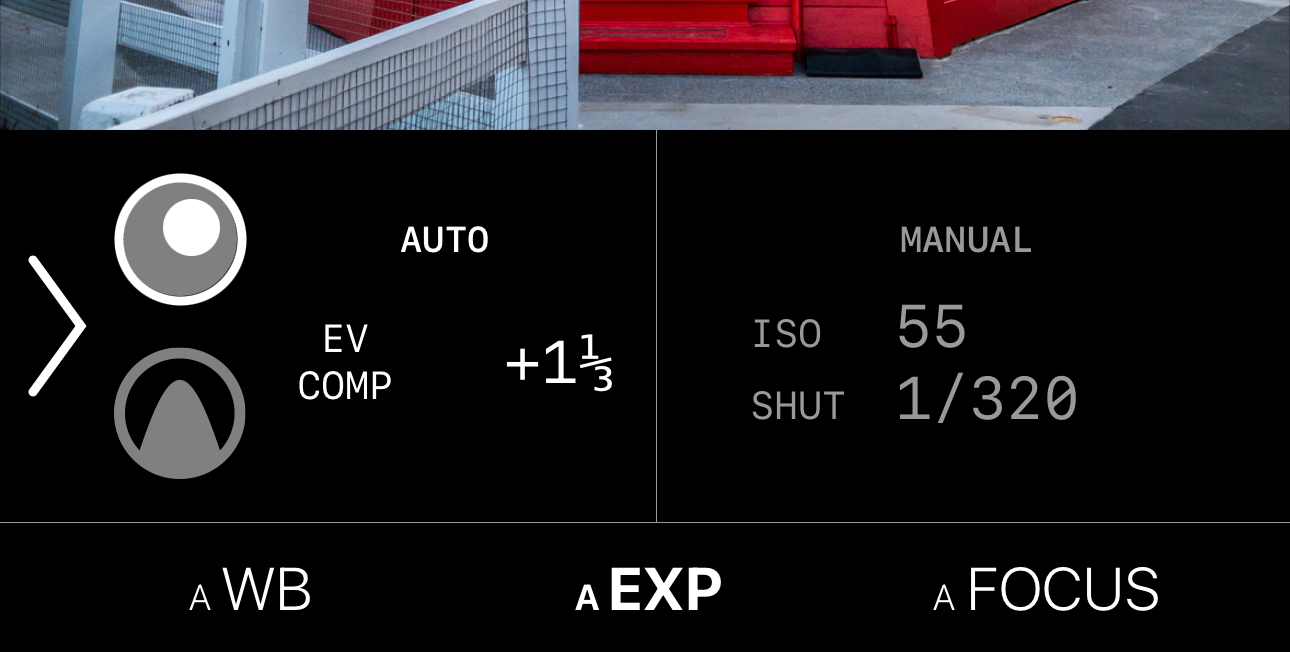 AUTO
EV
COMP
+1⅓
MANUAL
ISO 55
SHUT 1/320
A WB
A EXP
A FOCUS